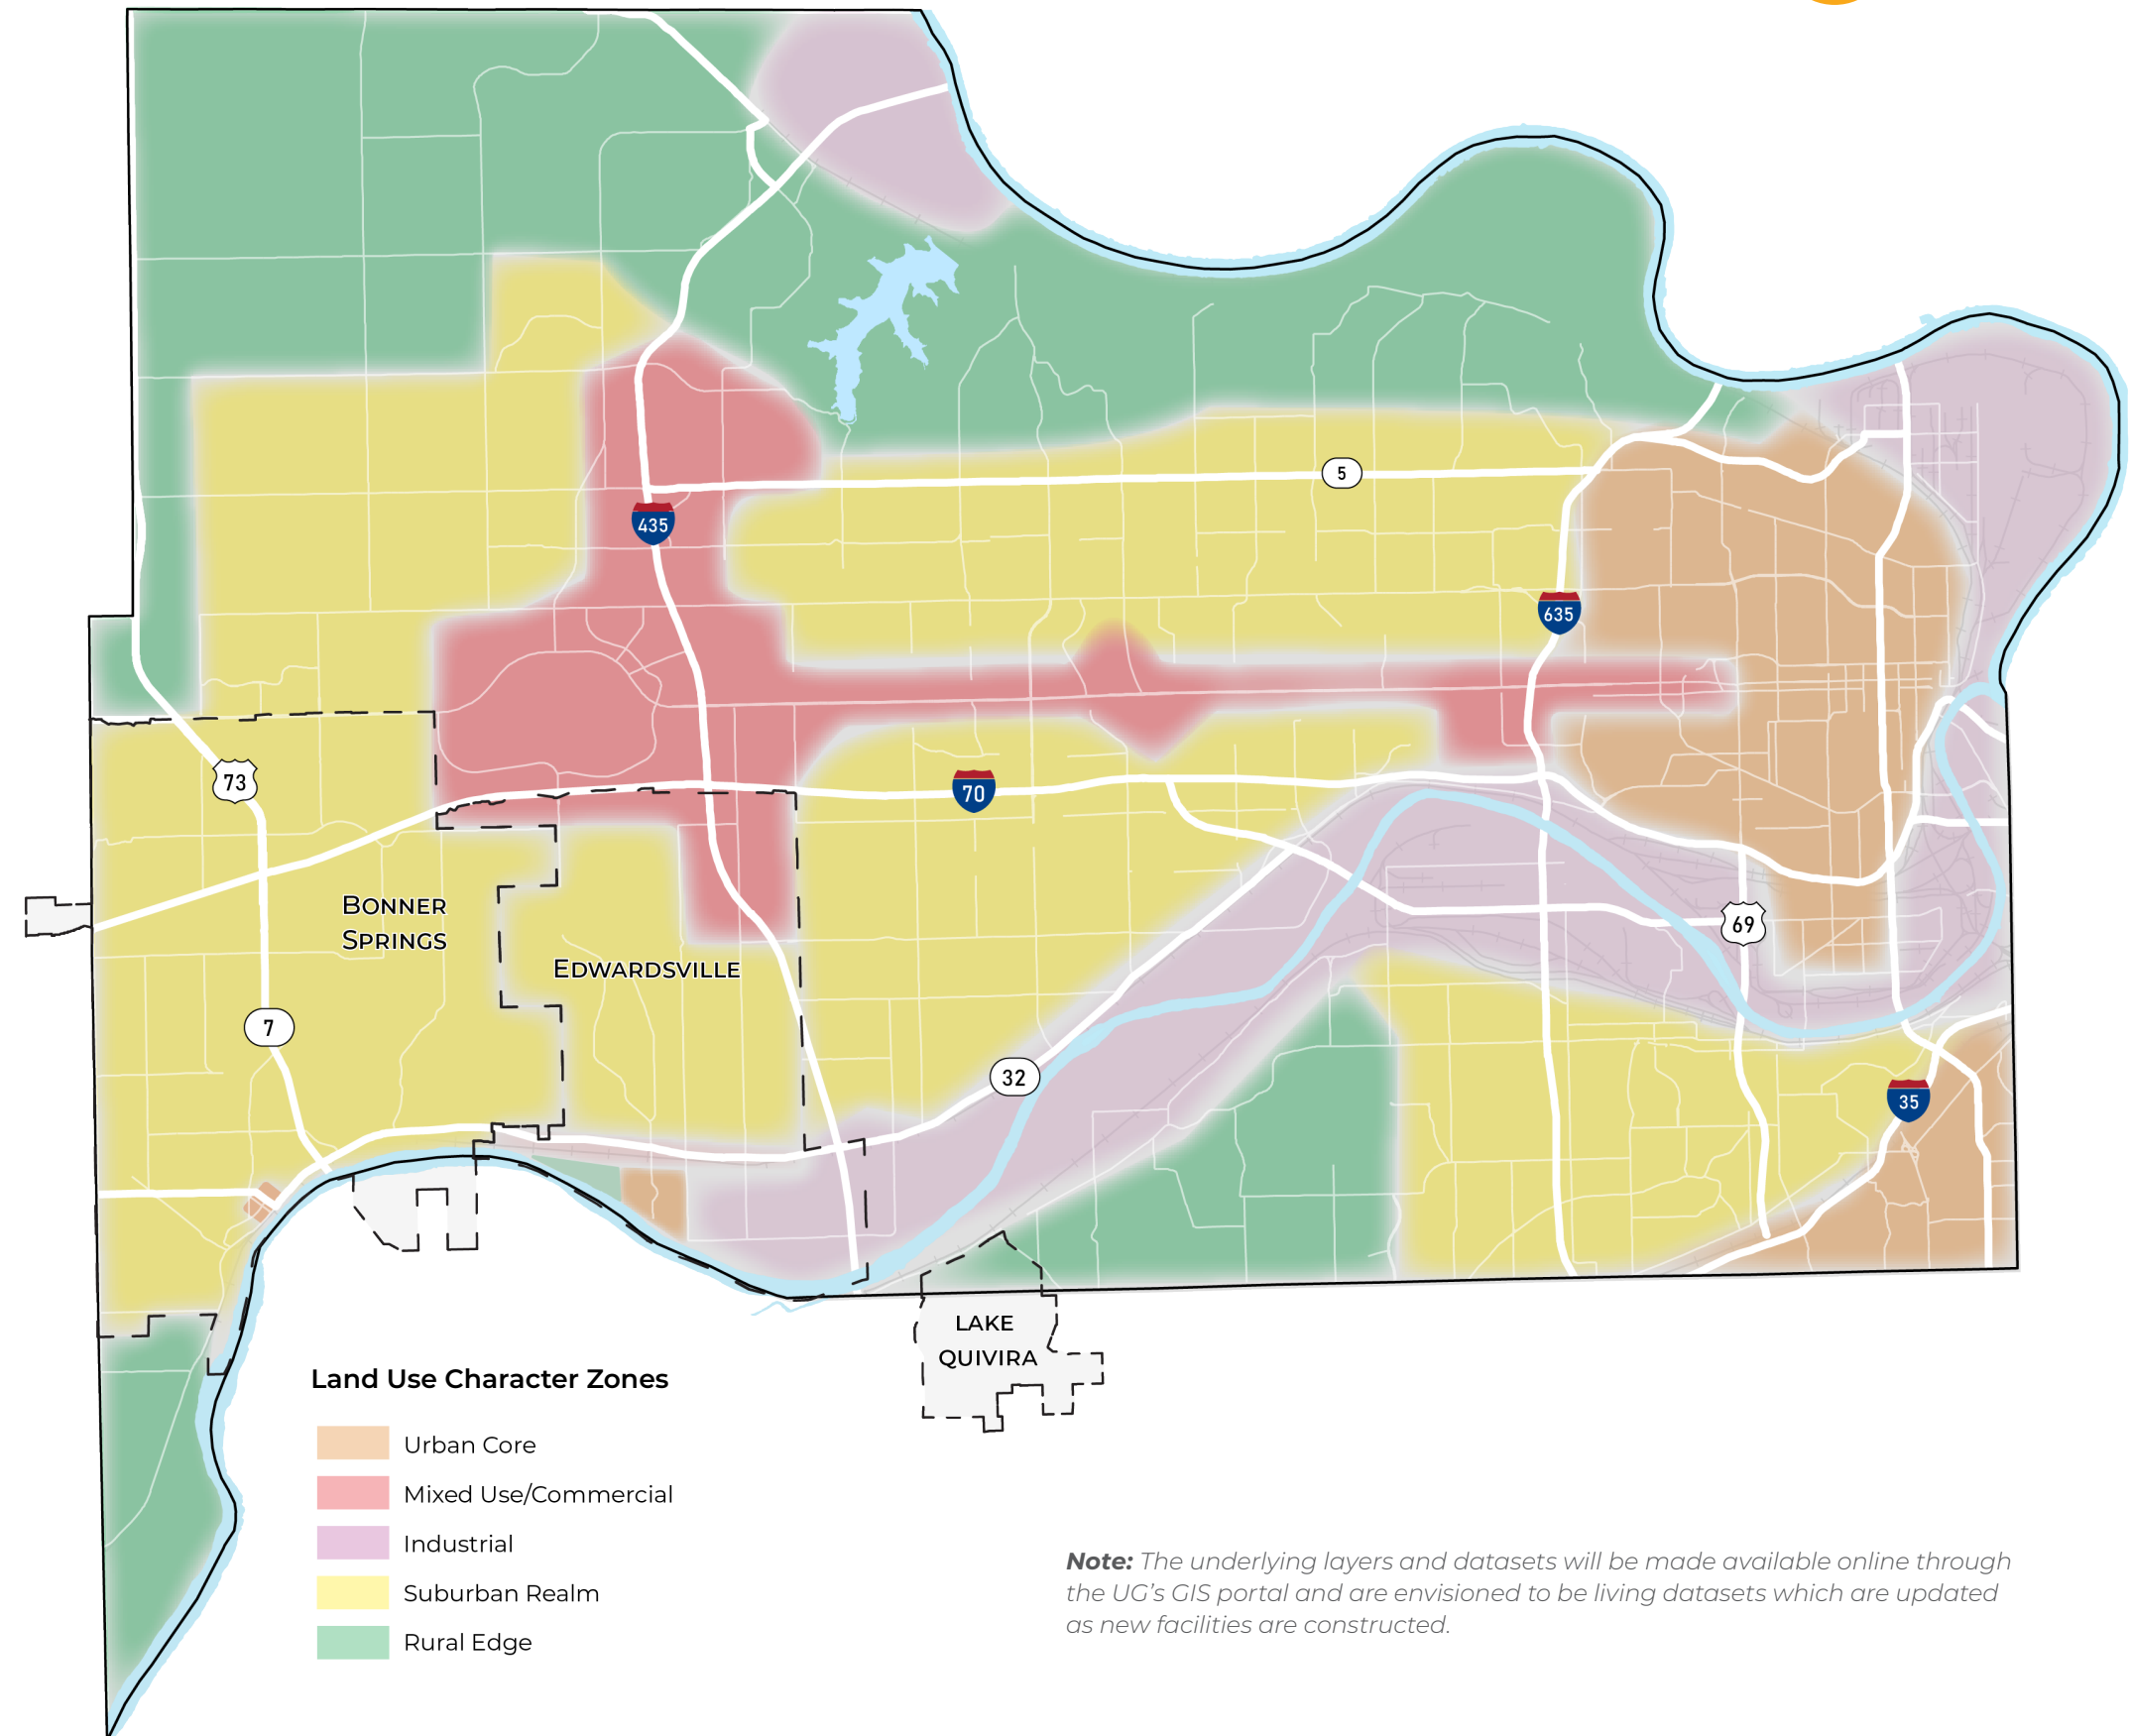 5
435
635
73
70
BONNER
SPRINGS
69
EDWARDSVILLE
7
32
35
LAKE
QUIVIRA
Land Use Character Zones
Urban Core
Mixed Use/Commercial
Industrial
Suburban Realm
Rural Edge
Note: The underlying layers and datasets will be made available online through
the UG’s GIS portal and are envisioned to be living datasets which are updated
as new facilities are constructed.